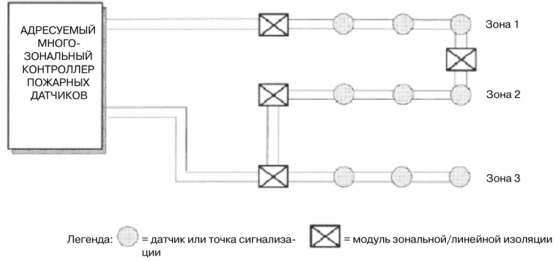 АДРЕСУЕМЫЙ
МНОГО-
ЗОНАЛЬНЫЙ
КОНТРОЛЛЕР
ПОЖАРНЫХ
ДАТЧИКОВ
Зона 1
Зона 2
Зона 3
Легенда: = датчик или точка сигнализа-
ции
= модуль зональной/линейной изоляции